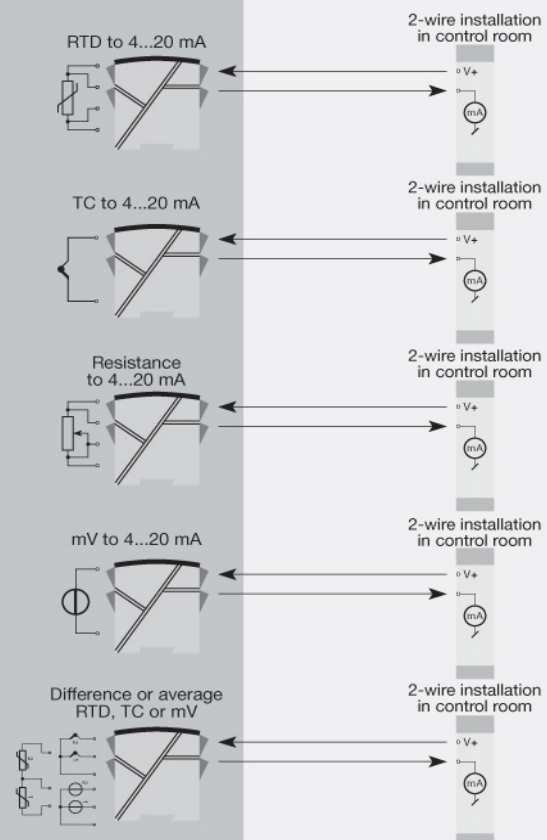 RTD to 4...20 mA
2-wire installation
in control room
V+
mA
TC to 4...20 mA
2-wire installation
in control room
V+
mA
Resistance
to 4...20 mA
2-wire installation
in control room
V+
mA
mV to 4...20 mA
2-wire installation
in control room
V+
mA
Difference or average
RTD, TC or mV
2-wire installation
in control room
V+
mA